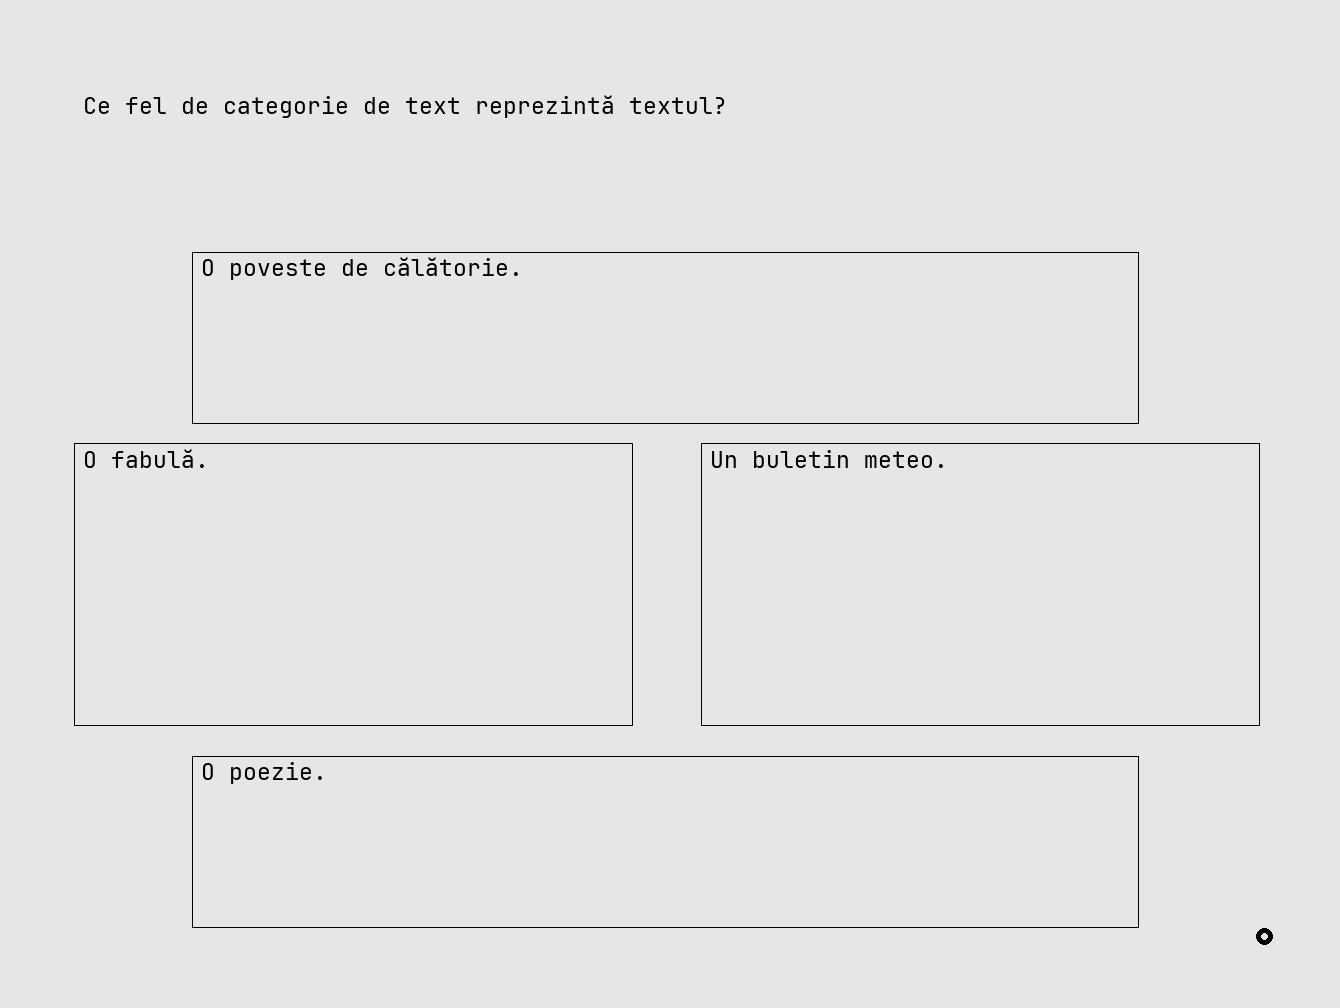 Ce fel de categorie de text reprezintă textul?
O poveste de călătorie.
O fabulă.
Un buletin meteo.
O poezie.